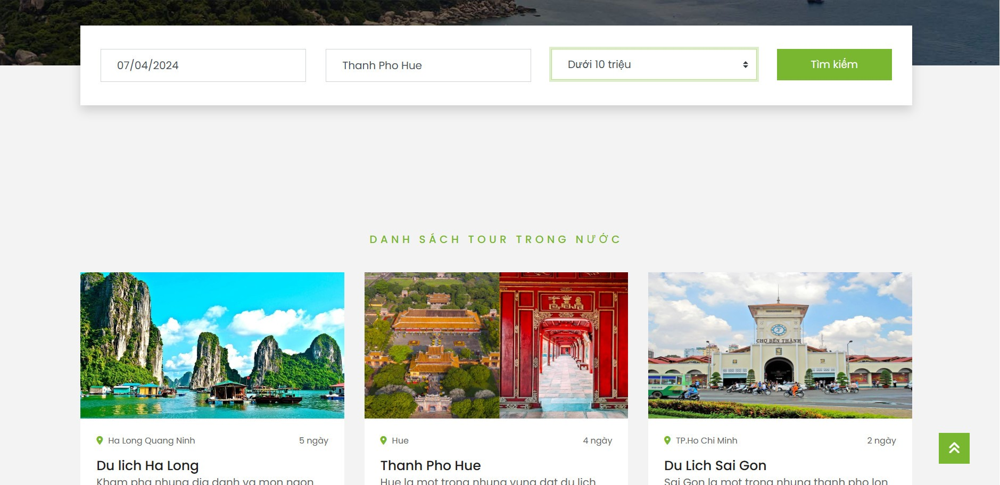 07/04/2024
Thanh Pho Hue
Dưới 10 triệu
Tìm kiếm
DANH SÁCH TOUR TRONG NƯỚC
CHỢ BẾN THÀNH
Ha Long Quang Ninh
5 ngày
Hue
4 ngày
TP.Ho Chi Minh
2 ngày
Du lich Ha Long
Thanh Pho Hue
Du Lich Sai Gon
Kham pha nhung dia danh va mon ngon
Hue la mot trong nhung vung dat du lich
Sai Gon la mot trong nhung thanh pho lon